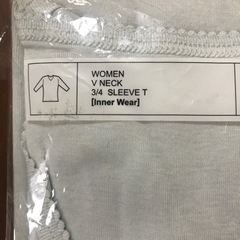 WOMEN
V NECK
3/4 SLEEVE T
[Inner Wear]